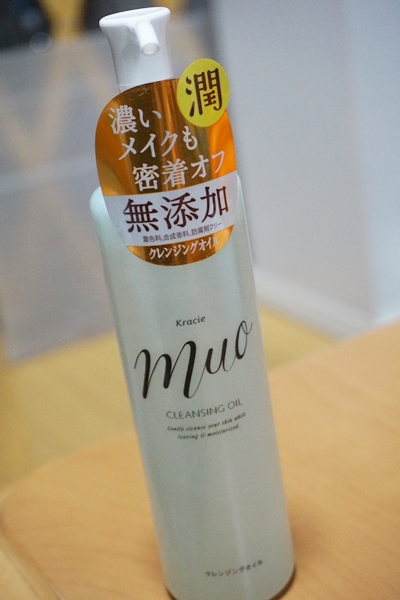 潤
濃い
メイクも
密着オフ
無添加
着色料、合成香料、防腐剤フリー
クレンジングオイル
Kracie
muo
CLEANSING OIL
Gently cleanse your skin while
leaving it moisturized.
クレンジングオイル